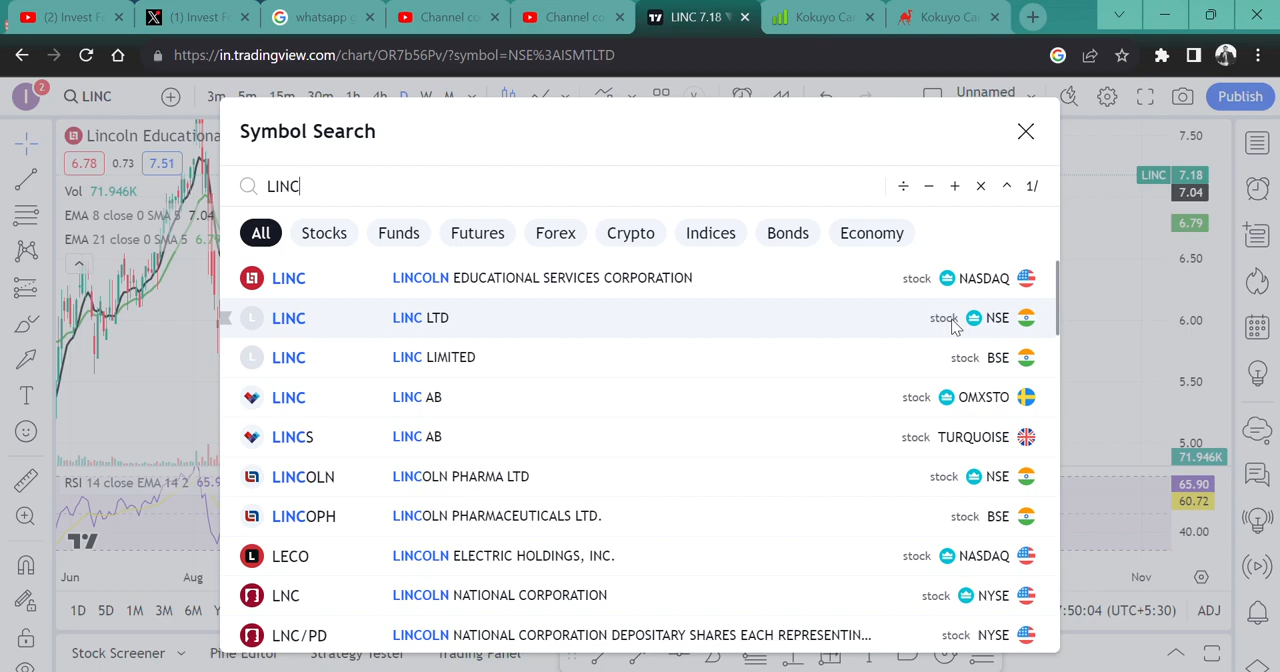 (2) Invest Fa
(1) Invest Fo
whatsapp g
Channel co
Channel co
LINC 7.18
Kokuyo Ca
Kokuyo Ca
https://in.tradingview.com/chart/OR7b56Pv/?symbol=NSE%3AISMTLTD
I 2 LINC 3m 5m 15m 30m 1h 4h D W M Unnamed Publish
Symbol Search
LINC 1/
All Stocks Funds Futures Forex Crypto Indices Bonds Economy
LINC LINCOLN EDUCATIONAL SERVICES CORPORATION stock NASDAQ
L LINC LINC LTD stock NSE
L LINC LINC LIMITED stock BSE
LINC LINC AB stock OMXSTO
LINCS LINC AB stock TURQUOISE
LINCOLN LINCOLN PHARMA LTD stock NSE
LINCOPH LINCOLN PHARMACEUTICALS LTD. stock BSE
LECO LINCOLN ELECTRIC HOLDINGS, INC. stock NASDAQ
LNC LINCOLN NATIONAL CORPORATION stock NYSE
LNC/PD LINCOLN NATIONAL CORPORATION DEPOSITARY SHARES EACH REPRESENTIN... stock NYSE
Lincoln Educationa
6.78 0.73 7.51
Vol 71.946K
EMA 8 close 0 SMA 5 7.04
EMA 21 close 0 SMA 5 6.79
RSI 14 close EMA 14 2 65.9
Jun Aug Nov
1D 5D 1M 3M 6M Y
:50:04 (UTC+5:30) ADJ
Stock Screener Pine Editor Strategy Tester Trading Panel
7.50
LINC 7.18
7.04
6.79
6.50
6.00
5.50
5.00
71.946K
65.90
60.72
40.00
T